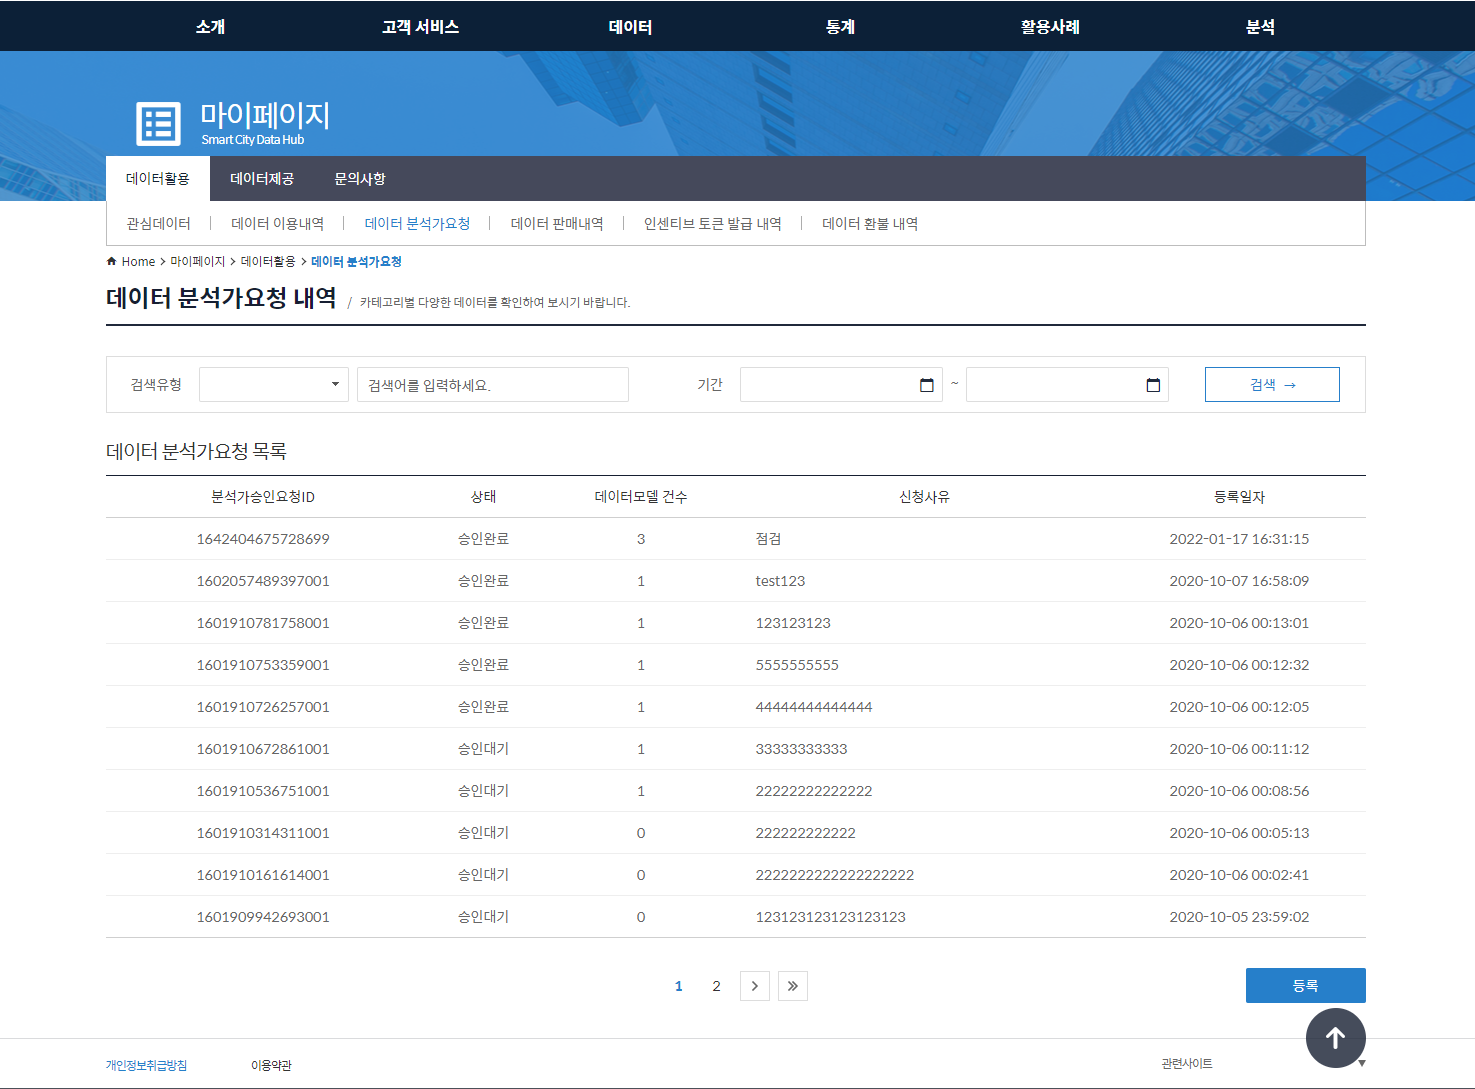 소개 고객 서비스 데이터 통계 활용사례 분석
마이페이지
Smart City Data Hub
데이터활용 데이터제공 문의사항
관심데이터 데이터 이용내역 데이터 분석가요청 데이터 판매내역 인센티브 토큰 발급 내역 데이터 환불 내역
Home > 마이페이지 > 데이터활용 > 데이터 분석가요청
데이터 분석가요청 내역 / 카테고리별 다양한 데이터를 확인하여 보시기 바랍니다.
검색유형 검색어를 입력하세요. 기간 ~ 검색 →
데이터 분석가요청 목록
분석가승인요청ID 상태 데이터모델 건수 신청사유 등록일자
1642404675728699 승인완료 3 점검 2022-01-17 16:31:15
1602057489397001 승인완료 1 test123 2020-10-07 16:58:09
1601910781758001 승인완료 1 123123123 2020-10-06 00:13:01
1601910753359001 승인완료 1 5555555555 2020-10-06 00:12:32
1601910726257001 승인완료 1 44444444444444 2020-10-06 00:12:05
1601910672861001 승인대기 1 33333333333 2020-10-06 00:11:12
1601910536751001 승인대기 1 22222222222222 2020-10-06 00:08:56
1601910314311001 승인대기 0 222222222222 2020-10-06 00:05:13
1601910161614001 승인대기 0 2222222222222222222 2020-10-06 00:02:41
1601909942693001 승인대기 0 123123123123123123 2020-10-05 23:59:02
1 2 > » 등록
개인정보취급방침 이용약관 관련사이트